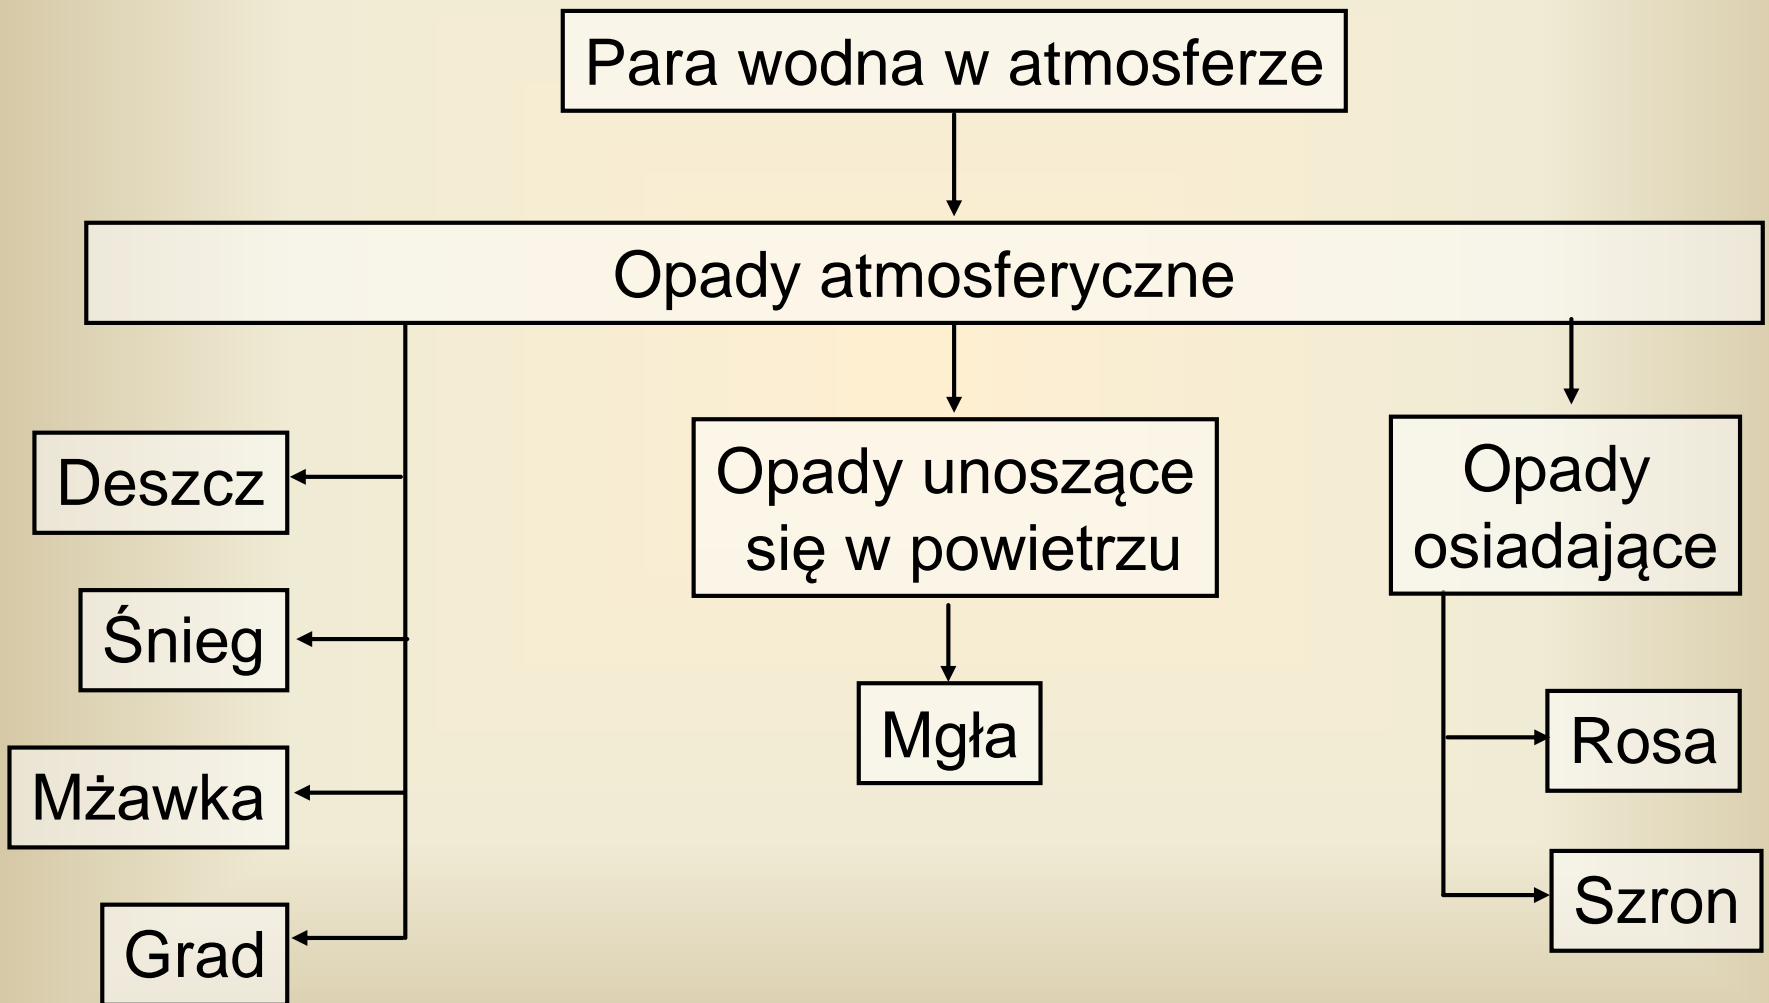 Para wodna w atmosferze
Opady atmosferyczne
Deszcz
Śnieg
Mżawka
Grad
Opady unoszące
się w powietrzu
Mgła
Opady
osiadające
Rosa
Szron